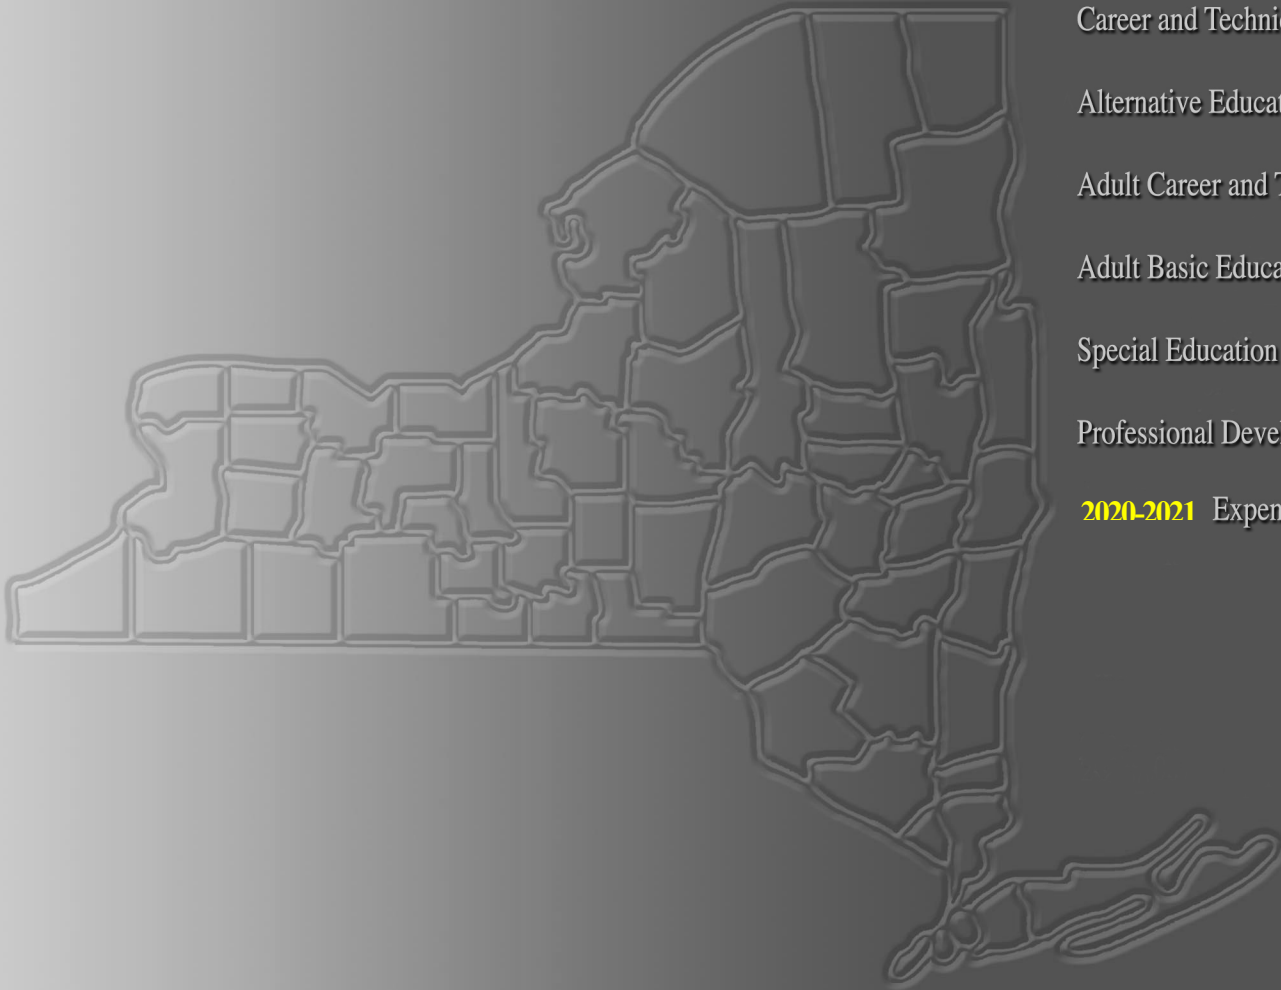 Career and Techni
Alternative Educat
Adult Career and T
Adult Basic Educa
Special Education
Professional Deve
2020-2021 Expen